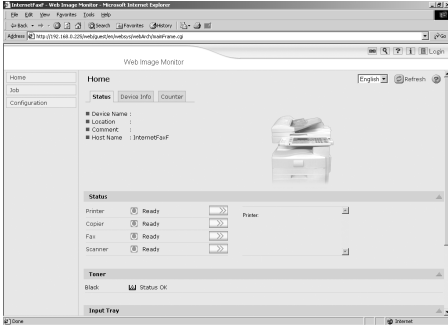 InternetFaxF - Web Image Monitor - Microsoft Internet Explorer
File Edit View Favorites Tools Help
Back Search Favorites History
Address http://192.168.0.225/web/guest/en/websys/webArch/mainFrame.cgi Go
Login
Web Image Monitor
Home
Job
Configuration
Home English Refresh
Status Device Info Counter
Device Name :
Location :
Comment :
Host Name : InternetFaxF
Status
Printer Ready
Copier Ready
Fax Ready
Scanner Ready
Printer
Toner
Black Status OK
Input Tray
Done Internet